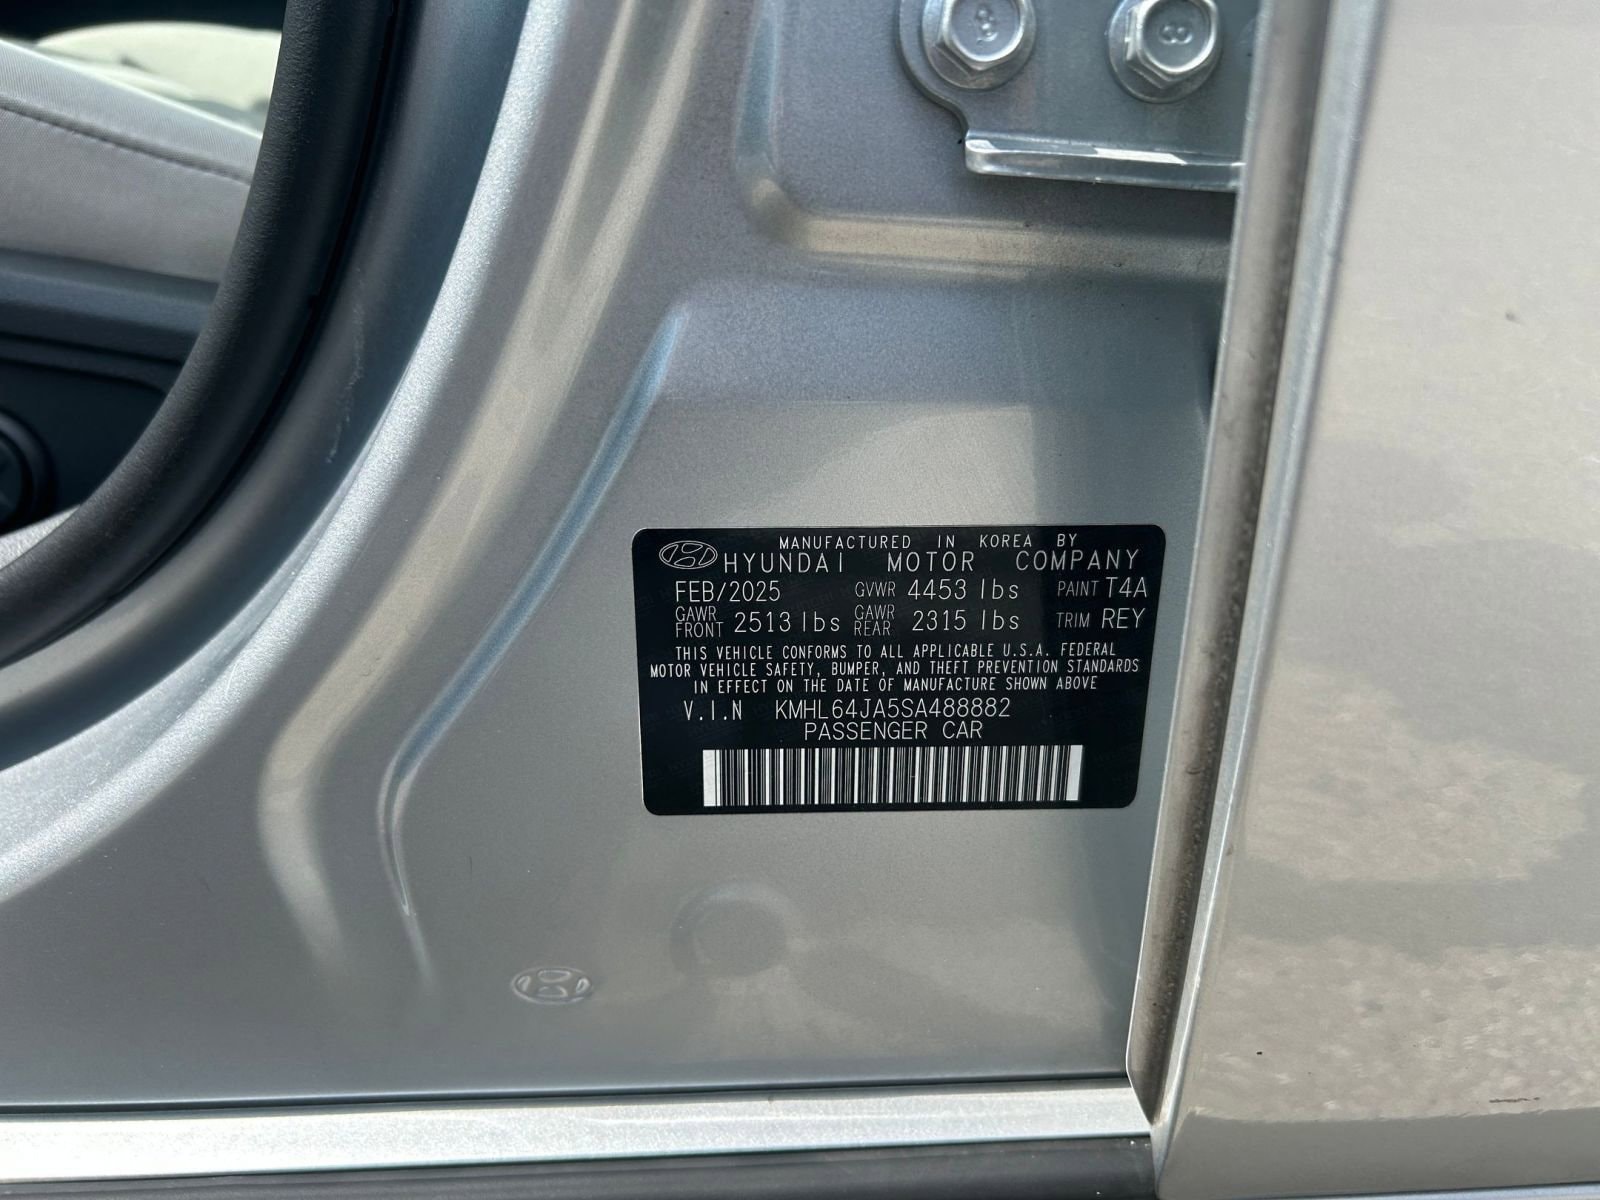 8 8
MANUFACTURED IN KOREA BY
HYUNDAI MOTOR COMPANY
FEB/2025 GVWR 4453 lbs PAINT T4A
GAWR FRONT 2513 lbs GAWR REAR 2315 lbs TRIM REY
THIS VEHICLE CONFORMS TO ALL APPLICABLE U.S.A. FEDERAL
MOTOR VEHICLE SAFETY, BUMPER, AND THEFT PREVENTION STANDARDS
IN EFFECT ON THE DATE OF MANUFACTURE SHOWN ABOVE
V.I.N KMHL64JA5SA488882
PASSENGER CAR